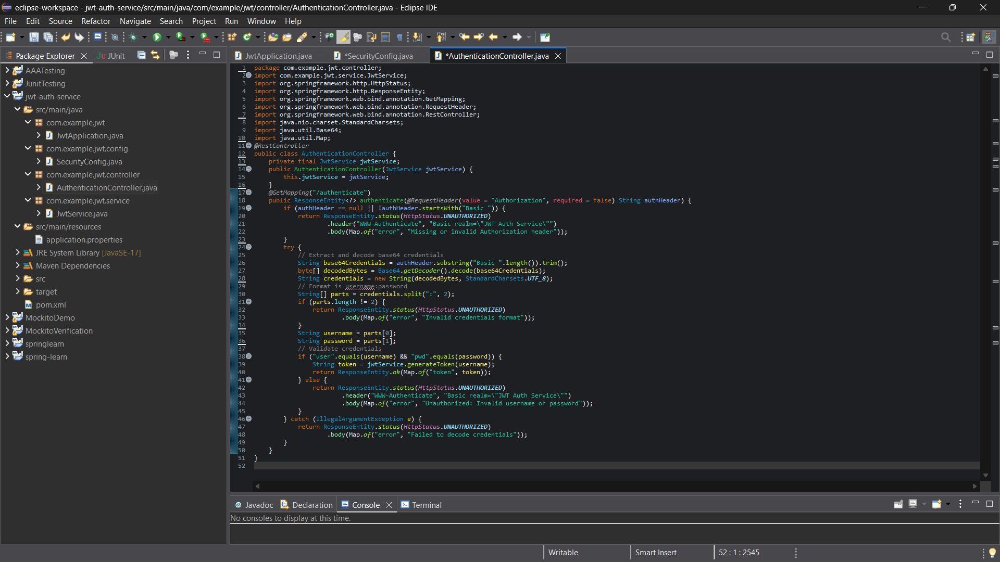 eclipse-workspace - jwt-auth-service/src/main/java/com/example/jwt/controller/AuthenticationController.java - Eclipse IDE
File Edit Source Refactor Navigate Search Project Run Window Help
Package Explorer JUnit
AAATesting
JunitTesting
jwt-auth-service
src/main/java
com.example.jwt
JwtApplication.java
com.example.jwt.config
SecurityConfig.java
com.example.jwt.controller
AuthenticationController.java
com.example.jwt.service
JwtService.java
src/main/resources
application.properties
JRE System Library [JavaSE-17]
Maven Dependencies
src
target
pom.xml
MockitoDemo
MockitoVerification
springlearn
spring-learn
JwtApplication.java *SecurityConfig.java *AuthenticationController.java
1 package com.example.jwt.controller;
2 import com.example.jwt.service.JwtService;
3 import org.springframework.http.HttpStatus;
4 import org.springframework.http.ResponseEntity;
5 import org.springframework.web.bind.annotation.GetMapping;
6 import org.springframework.web.bind.annotation.RequestHeader;
7 import org.springframework.web.bind.annotation.RestController;
8 import java.nio.charset.StandardCharsets;
9 import java.util.Base64;
10 import java.util.Map;
11 @RestController
12 public class AuthenticationController {
13 private final JwtService jwtService;
14 public AuthenticationController(JwtService jwtService) {
15 this.jwtService = jwtService;
16 }
17 @GetMapping("/authenticate")
18 public ResponseEntity<?> authenticate(@RequestHeader(value = "Authorization", required = false) String authHeader) {
19 if (authHeader == null || !authHeader.startsWith("Basic ")) {
20 return ResponseEntity.status(HttpStatus.UNAUTHORIZED)
21 .header("WWW-Authenticate", "Basic realm=\"JWT Auth Service\"")
22 .body(Map.of("error", "Missing or invalid Authorization header"));
23 }
24 try {
25 // Extract and decode base64 credentials
26 String base64Credentials = authHeader.substring("Basic ".length()).trim();
27 byte[] decodedBytes = Base64.getDecoder().decode(base64Credentials);
28 String credentials = new String(decodedBytes, StandardCharsets.UTF_8);
29 // Format is username:password
30 String[] parts = credentials.split(":", 2);
31 if (parts.length != 2) {
32 return ResponseEntity.status(HttpStatus.UNAUTHORIZED)
33 .body(Map.of("error", "Invalid credentials format"));
34 }
35 String username = parts[0];
36 String password = parts[1];
37 // Validate credentials
38 if ("user".equals(username) && "pwd".equals(password)) {
39 String token = jwtService.generateToken(username);
40 return ResponseEntity.ok(Map.of("token", token));
41 } else {
42 return ResponseEntity.status(HttpStatus.UNAUTHORIZED)
43 .header("WWW-Authenticate", "Basic realm=\"JWT Auth Service\"")
44 .body(Map.of("error", "Unauthorized: Invalid username or password"));
45 }
46 } catch (IllegalArgumentException e) {
47 return ResponseEntity.status(HttpStatus.UNAUTHORIZED)
48 .body(Map.of("error", "Failed to decode credentials"));
49 }
50 }
51 }
52
Javadoc Declaration Console Terminal
No consoles to display at this time.
Writable Smart Insert 52 : 1 : 2545